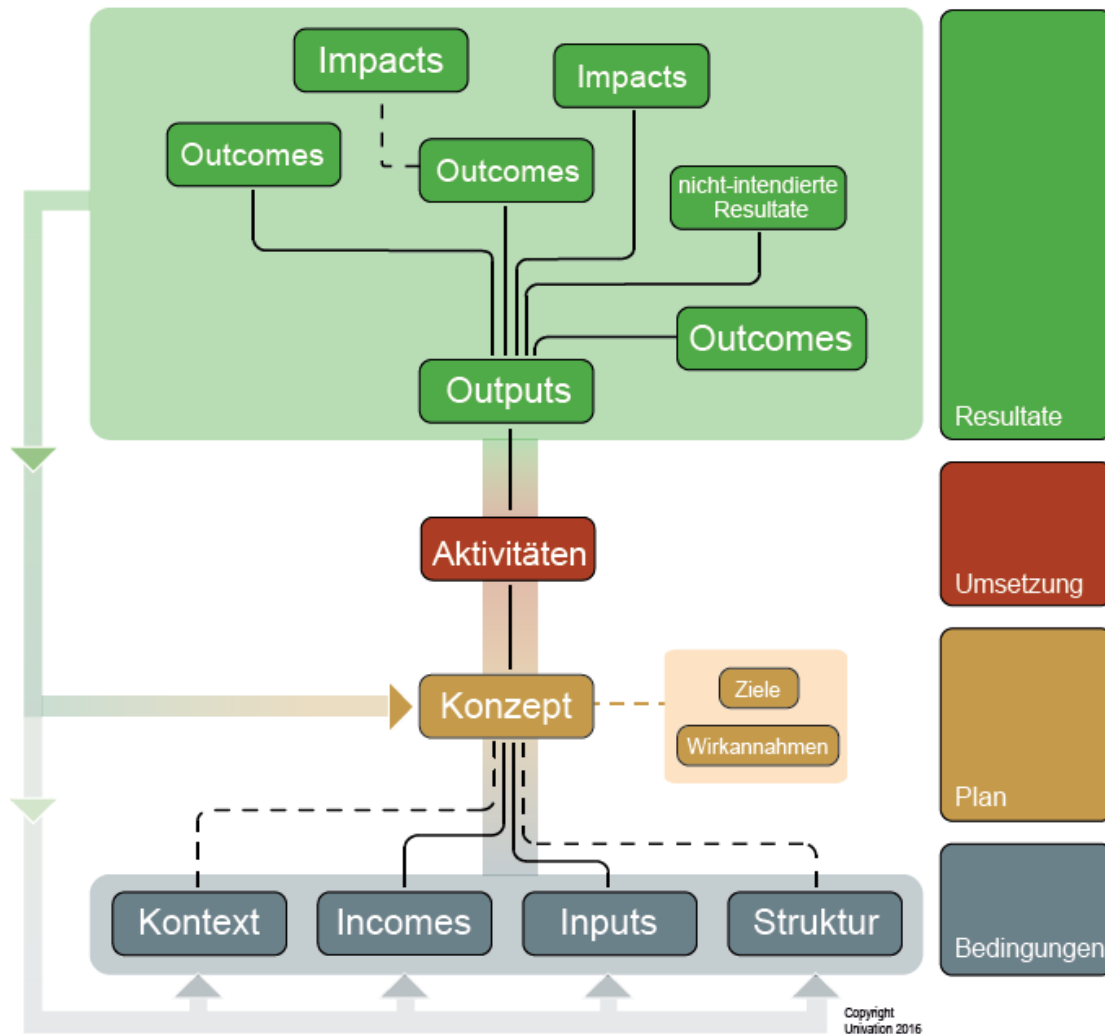 Impacts
Impacts
Outcomes
Outcomes
nicht-intendierte
Resultate
Outcomes
Outputs
Resultate
Aktivitäten
Umsetzung
Konzept
Ziele
Wirkannahmen
Plan
Kontext
Incomes
Inputs
Struktur
Bedingungen
Copyright
Univation 2016